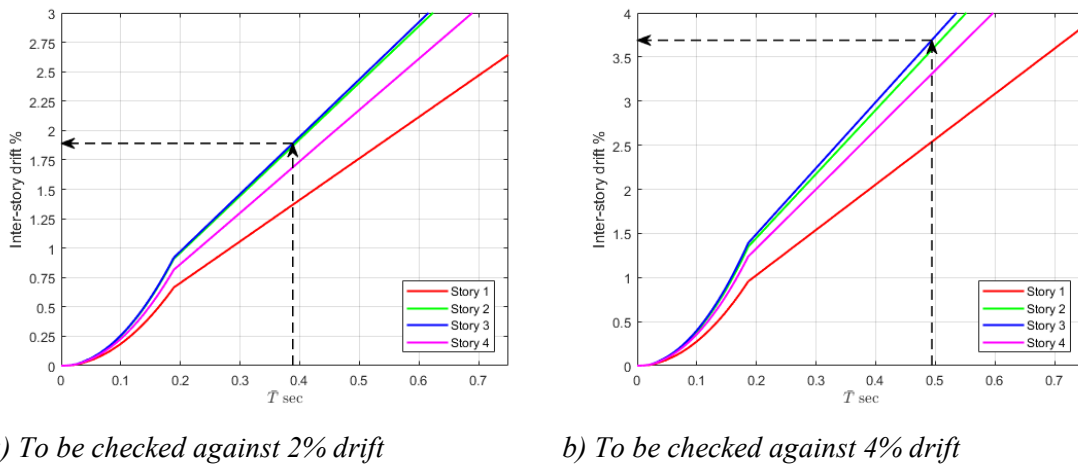 3
2.75
2.5
2.25
2
1.75
1.5
1.25
1
0.75
0.5
0.25
0
Inter-story drift %
0 0.1 0.2 0.3 0.4 0.5 0.6 0.7
T̄ sec
Story 1
Story 2
Story 3
Story 4
4
3.5
3
2.5
2
1.5
1
0.5
0
Inter-story drift %
0 0.1 0.2 0.3 0.4 0.5 0.6 0.7
T̄ sec
Story 1
Story 2
Story 3
Story 4
) To be checked against 2% drift
b) To be checked against 4% drift